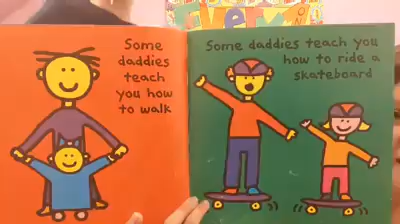 Some
daddies
teach
you how
to walk
Some daddies teach you
how to ride a
skateboard